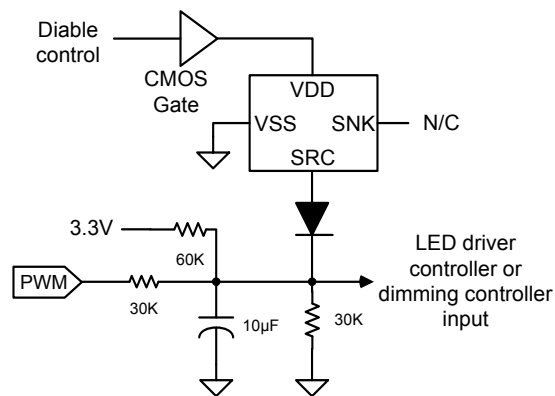 Diable
control
CMOS
Gate
VDD
VSS
SNK
N/C
SRC
3.3V
60K
PWM
30K
10µF
30K
LED driver
controller or
dimming controller
input